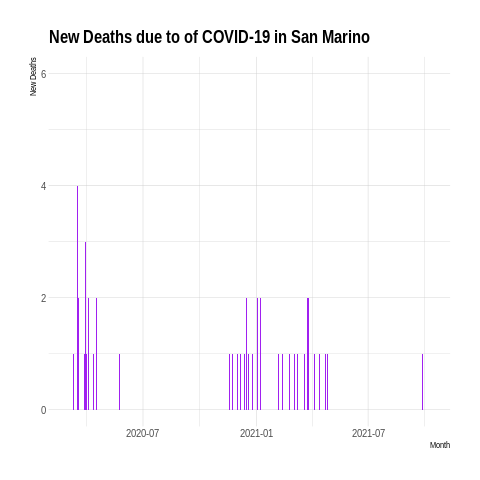 New Deaths due to of COVID-19 in San Marino
New Deaths
6
4
2
0
2020-07 2021-01 2021-07
Month